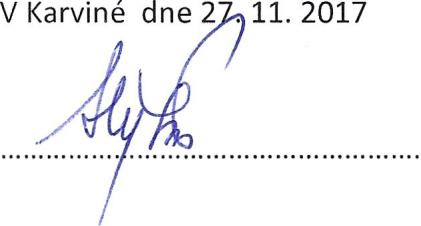 V Karviné dne 27. 11. 2017